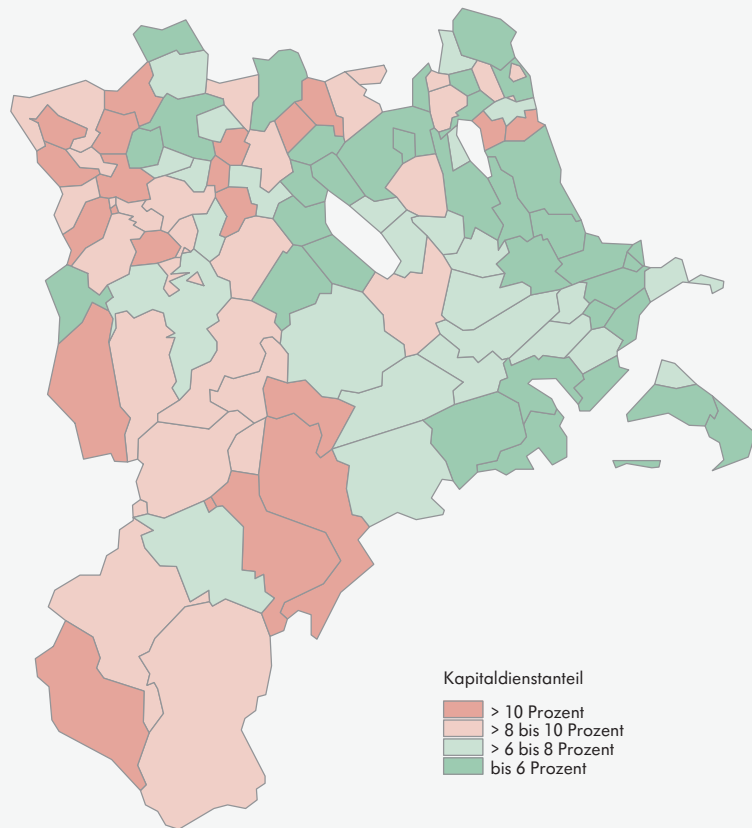 Kapitaldienstanteil
> 10 Prozent
> 8 bis 10 Prozent
> 6 bis 8 Prozent
bis 6 Prozent